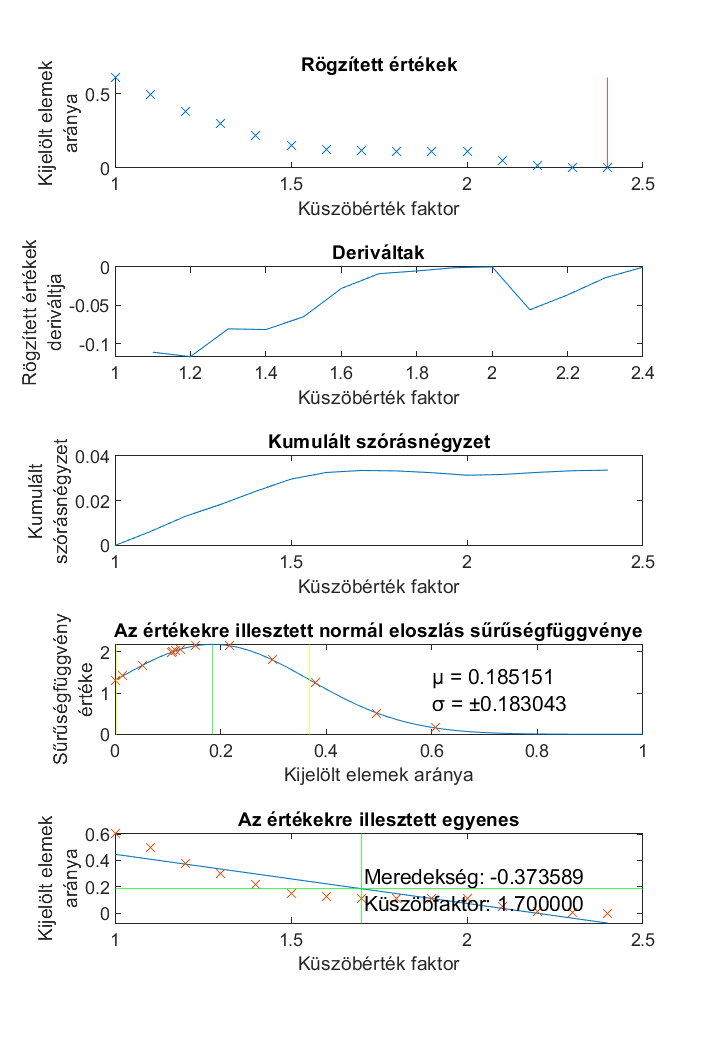 Rögzített értékek
Kijelölt elemek
aránya
0.5
0
1
1.5
2
2.5
Küszöbérték faktor
Deriváltak
Rögzített értékek
deriváltja
0
-0.05
-0.1
1
1.2
1.4
1.6
1.8
2
2.2
2.4
Küszöbérték faktor
Kumulált szórásnégyzet
Kumulált
szórásnégyzet
0.04
0.02
0
1
1.5
2
2.5
Küszöbérték faktor
Az értékekre illesztett normál eloszlás sűrűségfüggvénye
Sűrűségfüggvény
értéke
2
1
0
μ = 0.185151
σ = ±0.183043
0
0.2
0.4
0.6
0.8
1
Kijelölt elemek aránya
Az értékekre illesztett egyenes
Kijelölt elemek
aránya
0.6
0.4
0.2
0
Meredekség: -0.373589
Küszöbfaktor: 1.700000
1
1.5
2
2.5
Küszöbérték faktor